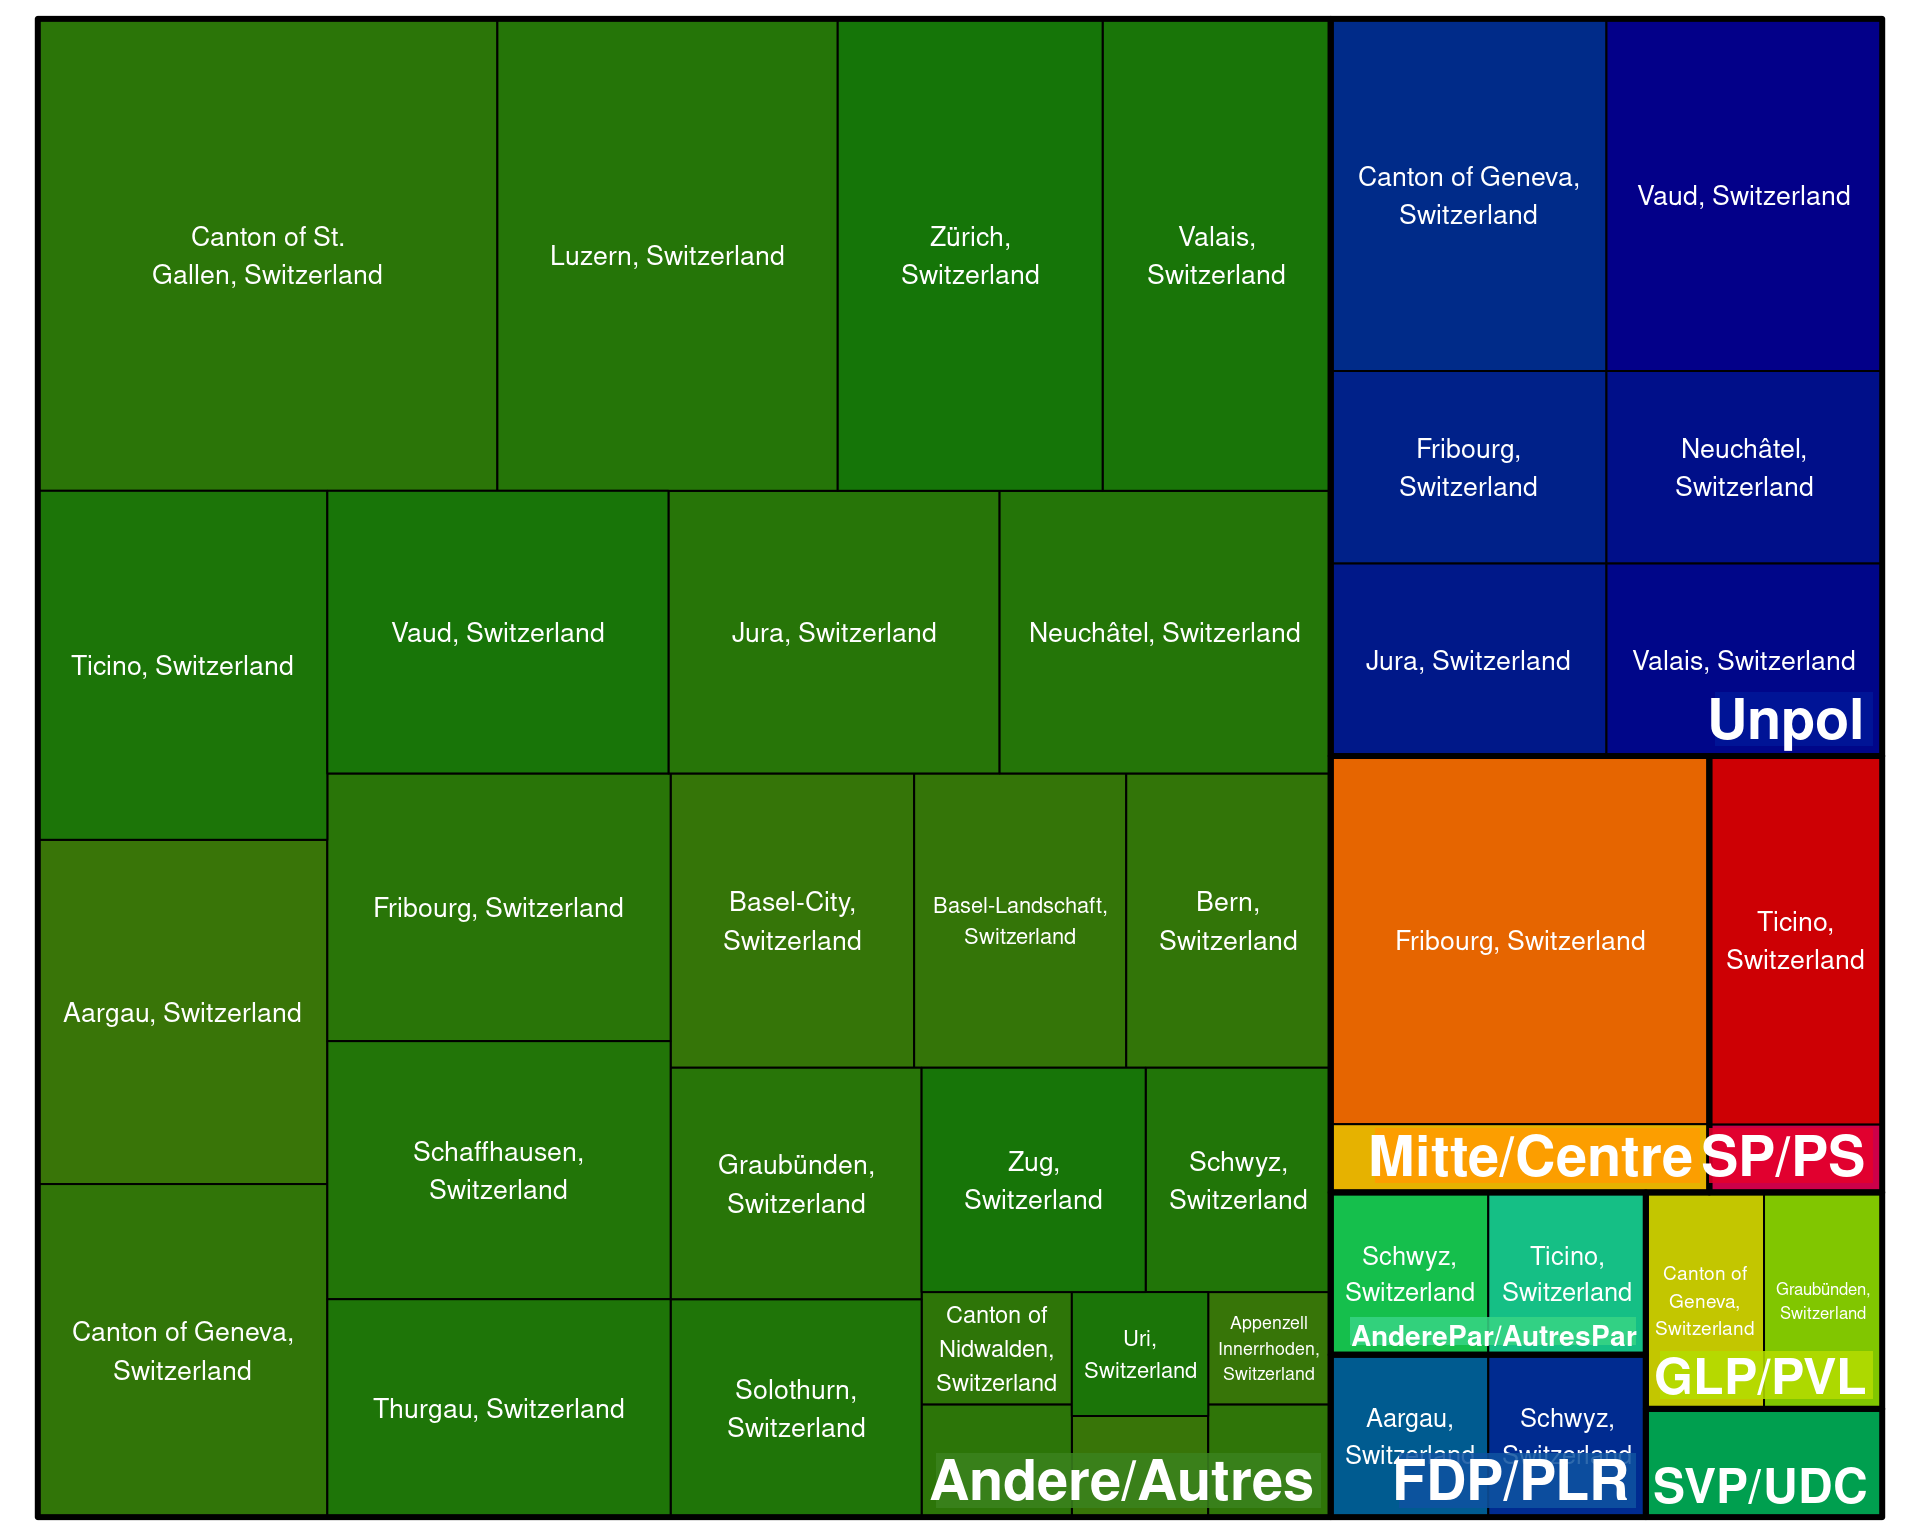 Canton of St.
Gallen, Switzerland
Luzern, Switzerland
Zürich,
Switzerland
Valais,
Switzerland
Ticino, Switzerland
Vaud, Switzerland
Jura, Switzerland
Neuchâtel, Switzerland
Aargau, Switzerland
Fribourg, Switzerland
Basel-City,
Switzerland
Basel-Landschaft,
Switzerland
Bern,
Switzerland
Canton of Geneva,
Switzerland
Schaffhausen,
Switzerland
Graubünden,
Switzerland
Zug,
Switzerland
Schwyz,
Switzerland
Thurgau, Switzerland
Solothurn,
Switzerland
Canton of
Nidwalden,
Switzerland
Uri,
Switzerland
Appenzell
Innerrhoden,
Switzerland
Andere/Autres
Canton of Geneva,
Switzerland
Vaud, Switzerland
Fribourg,
Switzerland
Neuchâtel,
Switzerland
Jura, Switzerland
Valais, Switzerland
Unpol
Fribourg, Switzerland
Mitte/Centre
Ticino,
Switzerland
SP/PS
Schwyz,
Switzerland
Ticino,
Switzerland
AnderePar/AutresPar
Canton of
Geneva,
Switzerland
Graubünden,
Switzerland
GLP/PVL
Aargau,
Switzerland
Schwyz,
Switzerland
FDP/PLR
SVP/UDC